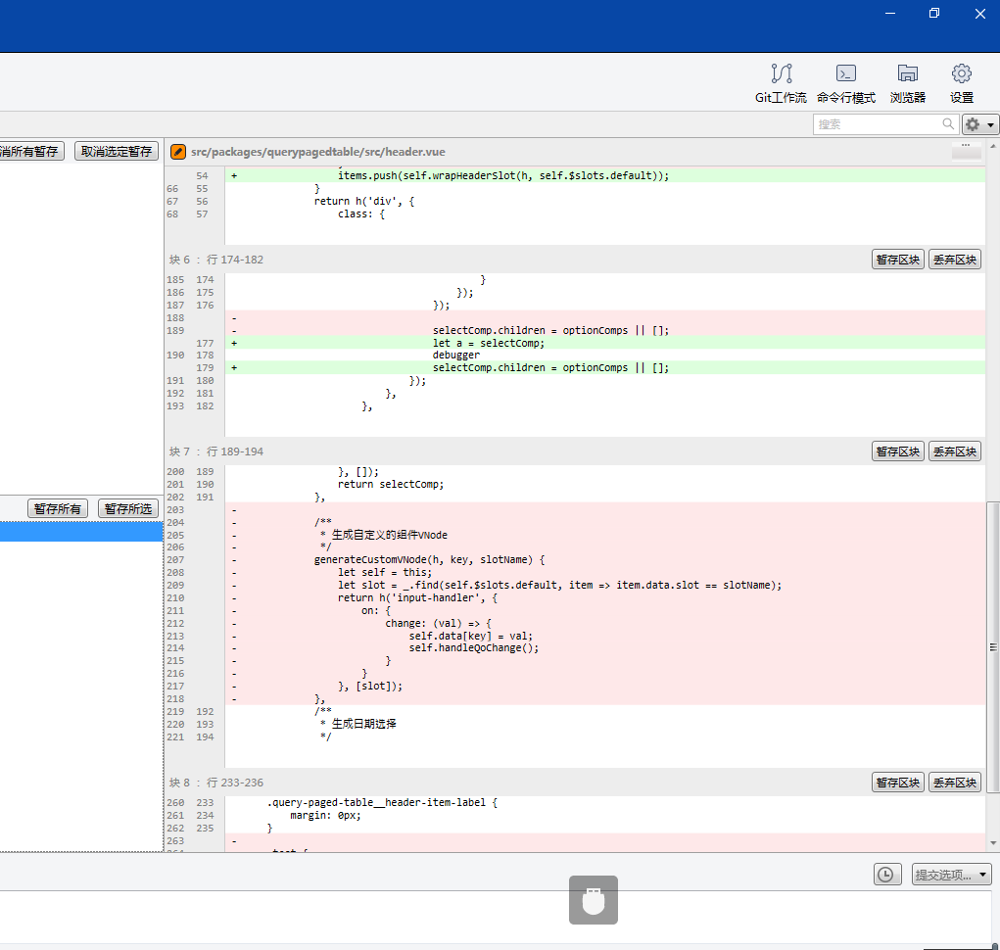 Git工作流 命令行模式 浏览器 设置
搜索
消所有暂存 取消选定暂存
src/packages/querypagedtable/src/header.vue
54 + items.push(self.wrapHeaderSlot(h, self.$slots.default));
66 55 }
67 56 return h('div', {
68 57 class: {
块 6 : 行 174-182
暂存区块 丢弃区块
185 174 }
186 175 });
187 176 });
188 -
189 - selectComp.children = optionComps || [];
177 + let a = selectComp;
190 178 debugger
179 + selectComp.children = optionComps || [];
191 180 });
192 181 },
193 182 },
块 7 : 行 189-194
暂存区块 丢弃区块
200 189 }, []);
201 190 return selectComp;
202 191 },
203 -
204 - /**
205 - * 生成自定义的组件VNode
206 - */
207 - generateCustomVNode(h, key, slotName) {
208 - let self = this;
209 - let slot = _.find(self.$slots.default, item => item.data.slot == slotName);
210 - return h('input-handler', {
211 - on: {
212 - change: (val) => {
213 - self.data[key] = val;
214 - self.handleQoChange();
215 - }
216 - }
217 - }, [slot]);
218 - },
219 192 /**
220 193 * 生成日期选择
221 194 */
暂存所有 暂存所选
块 8 : 行 233-236
暂存区块 丢弃区块
260 233 .query-paged-table__header-item-label {
261 234 margin: 0px;
262 235 }
263 -
提交选项...